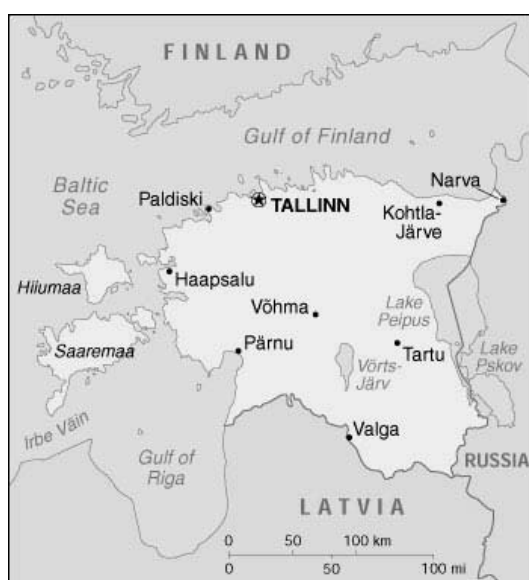 FINLAND
Gulf of Finland
Baltic
Sea
Narva
Paldiski
TALLINN
Kohtla-
Järve
Hiiumaa
Haapsalu
Võhma
Lake
Peipus
Saaremaa
Pärnu
Võrts-
Järv
Tartu
Lake
Pskov
Irbe Väin
Valga
Gulf of
Riga
RUSSIA
LATVIA
0 50 100 km
0 50 100 mi